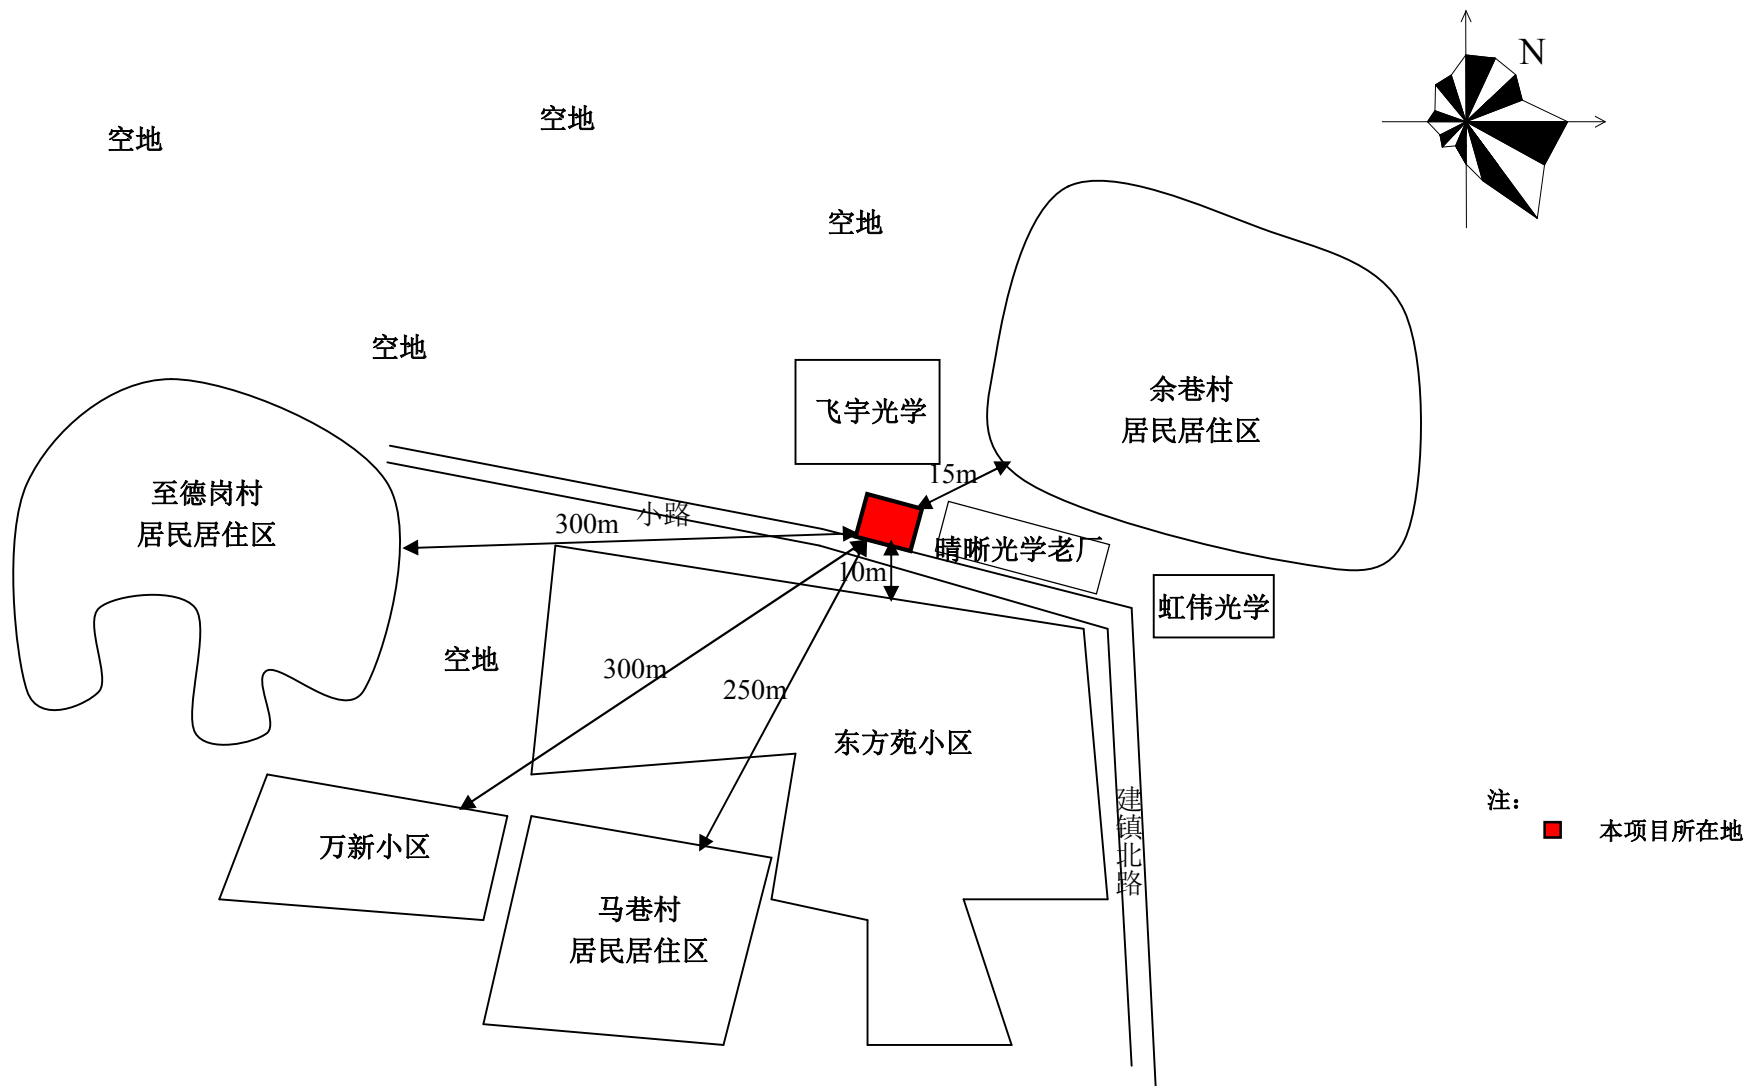 N
空地
空地
空地
空地
飞宇光学
余巷村
居民居住区
15m
至德岗村
居民居住区
小路
300m
晴晰光学老厂
10m
虹伟光学
空地
300m
250m
东方苑小区
建镇北路
注：
本项目所在地
万新小区
马巷村
居民居住区